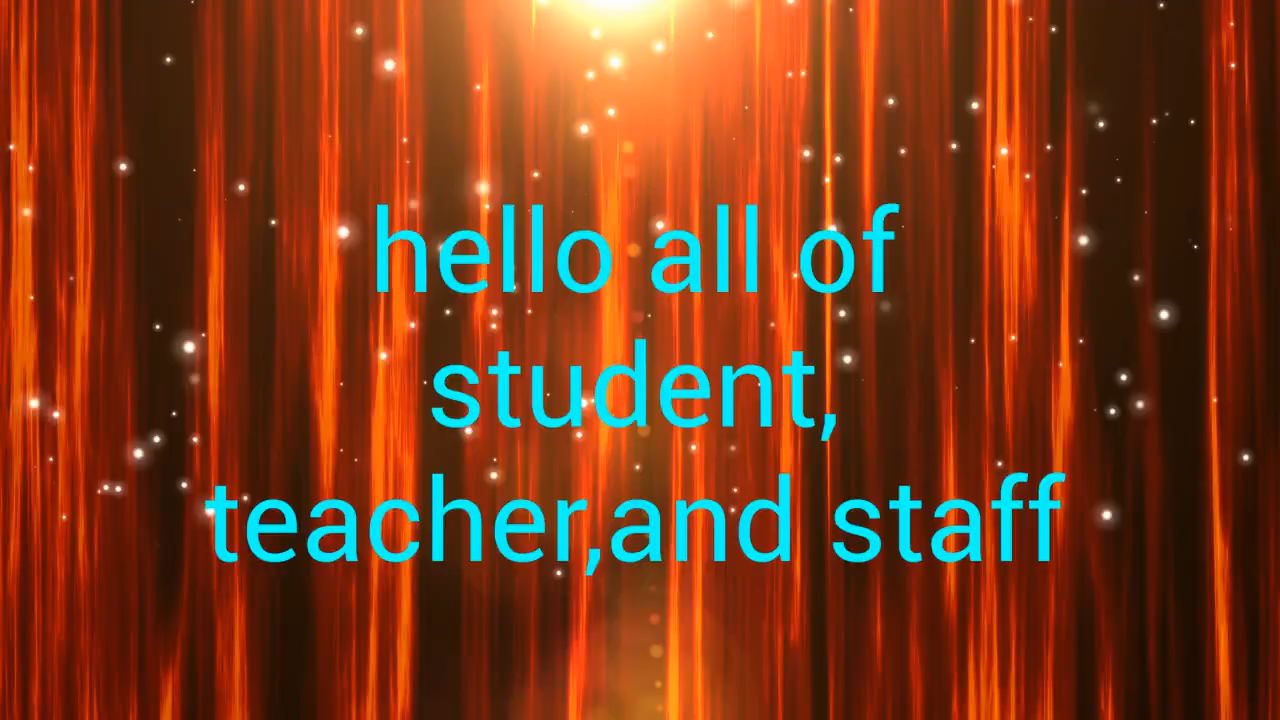 hello all of
student,
teacher,and staff